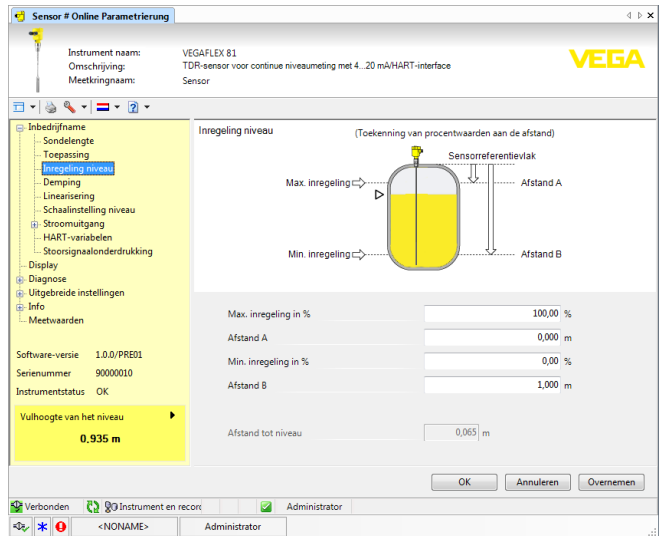 Sensor # Online Parametrierung
Instrument naam: VEGAFLEX 81
Omschrijving: TDR-sensor voor continue niveaumeting met 4...20 mA/HART-interface
Meetkringnaam: Sensor
VEGA
Inbedrijfname
Sondelengte
Toepassing
Inregeling niveau
Demping
Linearisering
Schaalinstelling niveau
Stroomuitgang
HART-variabelen
Stoorsignaalonderdrukking
Display
Diagnose
Uitgebreide instellingen
Info
Meetwaarden
Software-versie 1.0.0/PRE01
Serienummer 90000010
Instrumentstatus OK
Vulhoogte van het niveau
0,935 m
Inregeling niveau
(Toekenning van procentwaarden aan de afstand)
Sensorreferentievlak
Max. inregeling
Afstand A
Min. inregeling
Afstand B
Max. inregeling in % 100,00 %
Afstand A 0,000 m
Min. inregeling in % 0,00 %
Afstand B 1,000 m
Afstand tot niveau 0,065 m
OK Annuleren Overnemen
Verbonden Instrument en record Administrator
<NONAME> Administrator